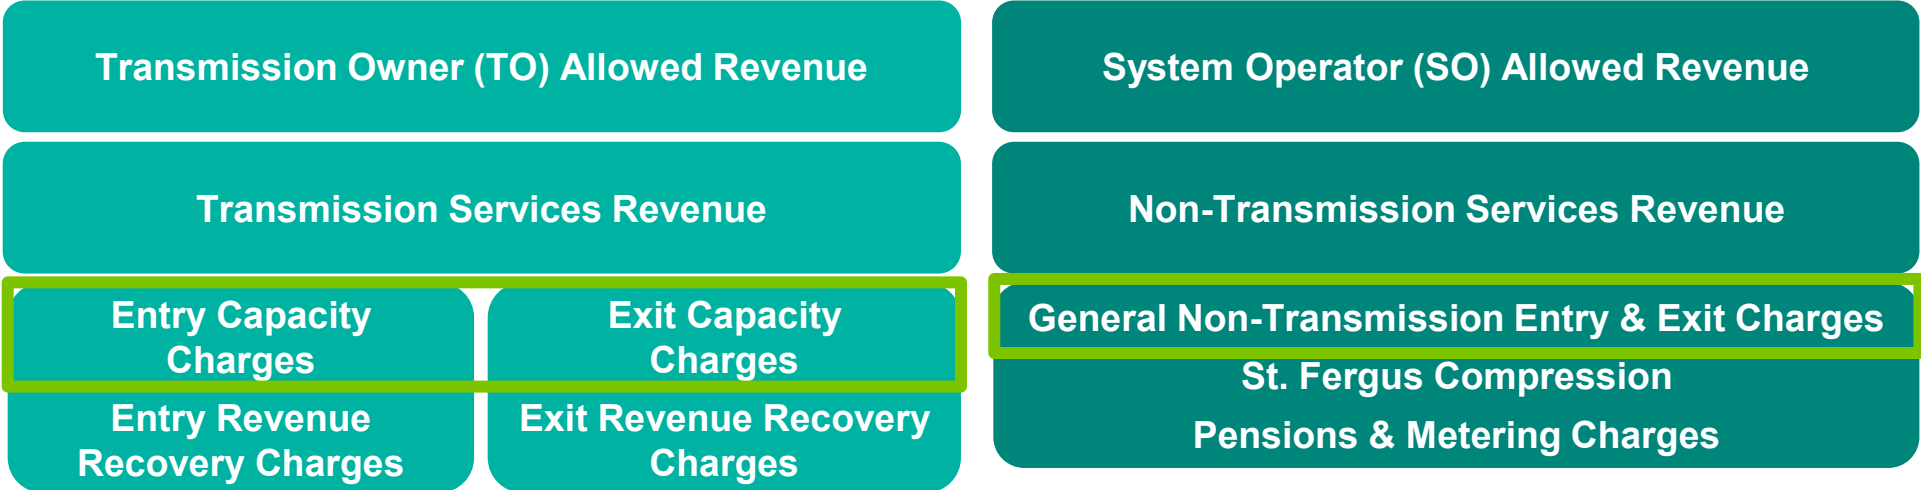 Transmission Owner (TO) Allowed Revenue
System Operator (SO) Allowed Revenue
Transmission Services Revenue
Non-Transmission Services Revenue
Entry Capacity
Charges
Exit Capacity
Charges
Entry Revenue
Recovery Charges
Exit Revenue Recovery
Charges
General Non-Transmission Entry & Exit Charges
St. Fergus Compression
Pensions & Metering Charges